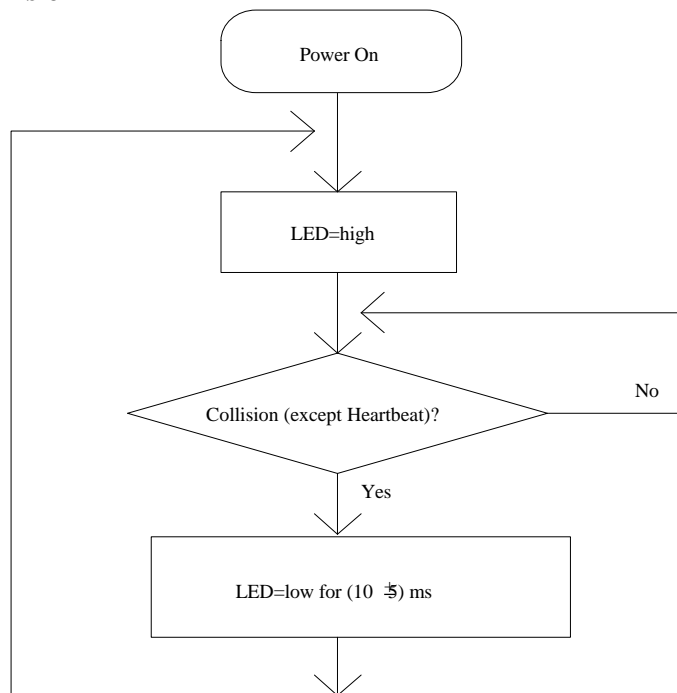 Power On
LED=high
Collision (except Heartbeat)?
No
Yes
LED=low for (10 ±5) ms